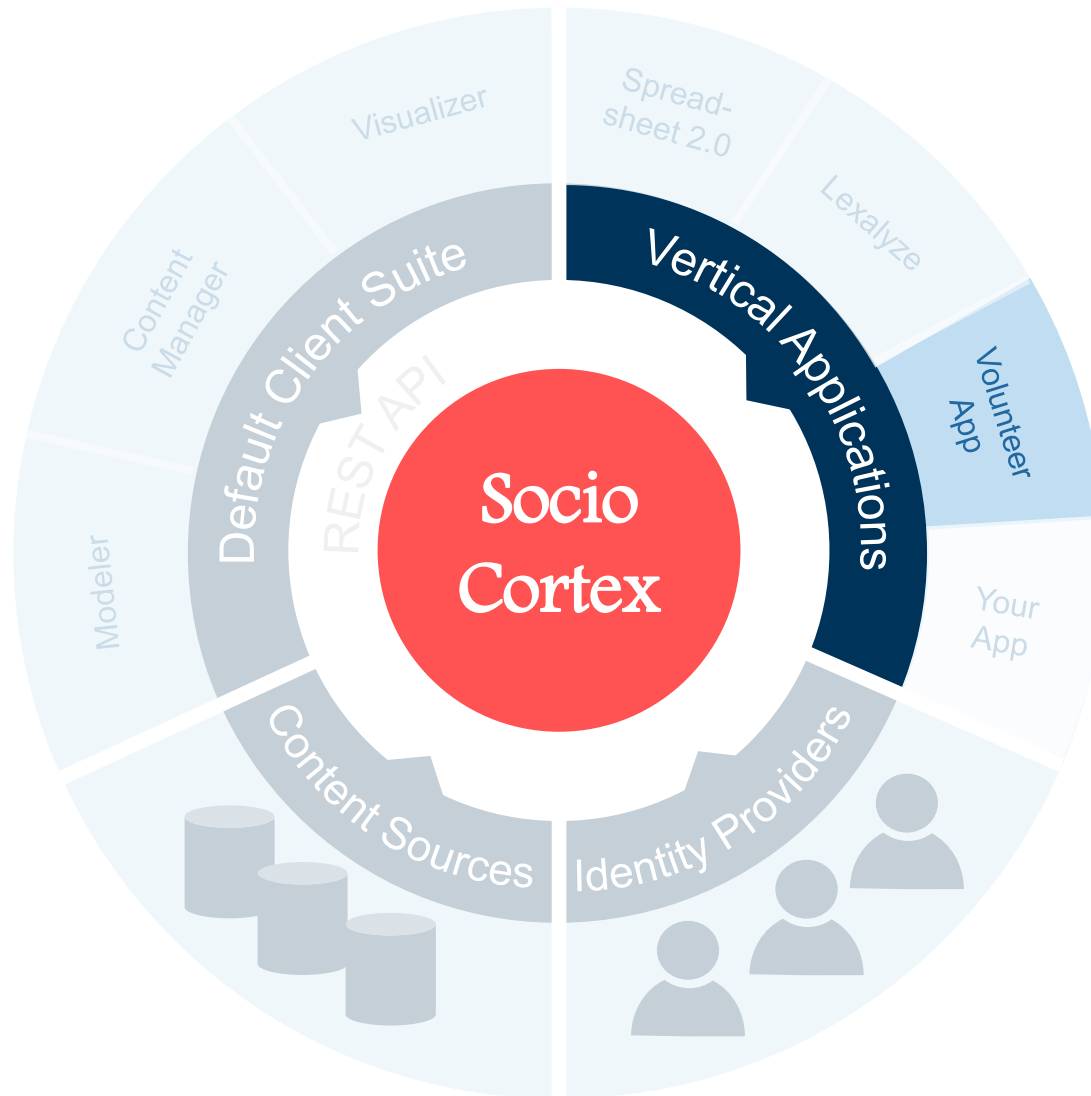 Visualizer
Spread-
sheet 2.0
Lexalyze
Content
Manager
Default Client Suite
Vertical Applications
Volunteer
App
REST API
Socio
Cortex
Modeler
Your
App
Content Sources
Identity Providers